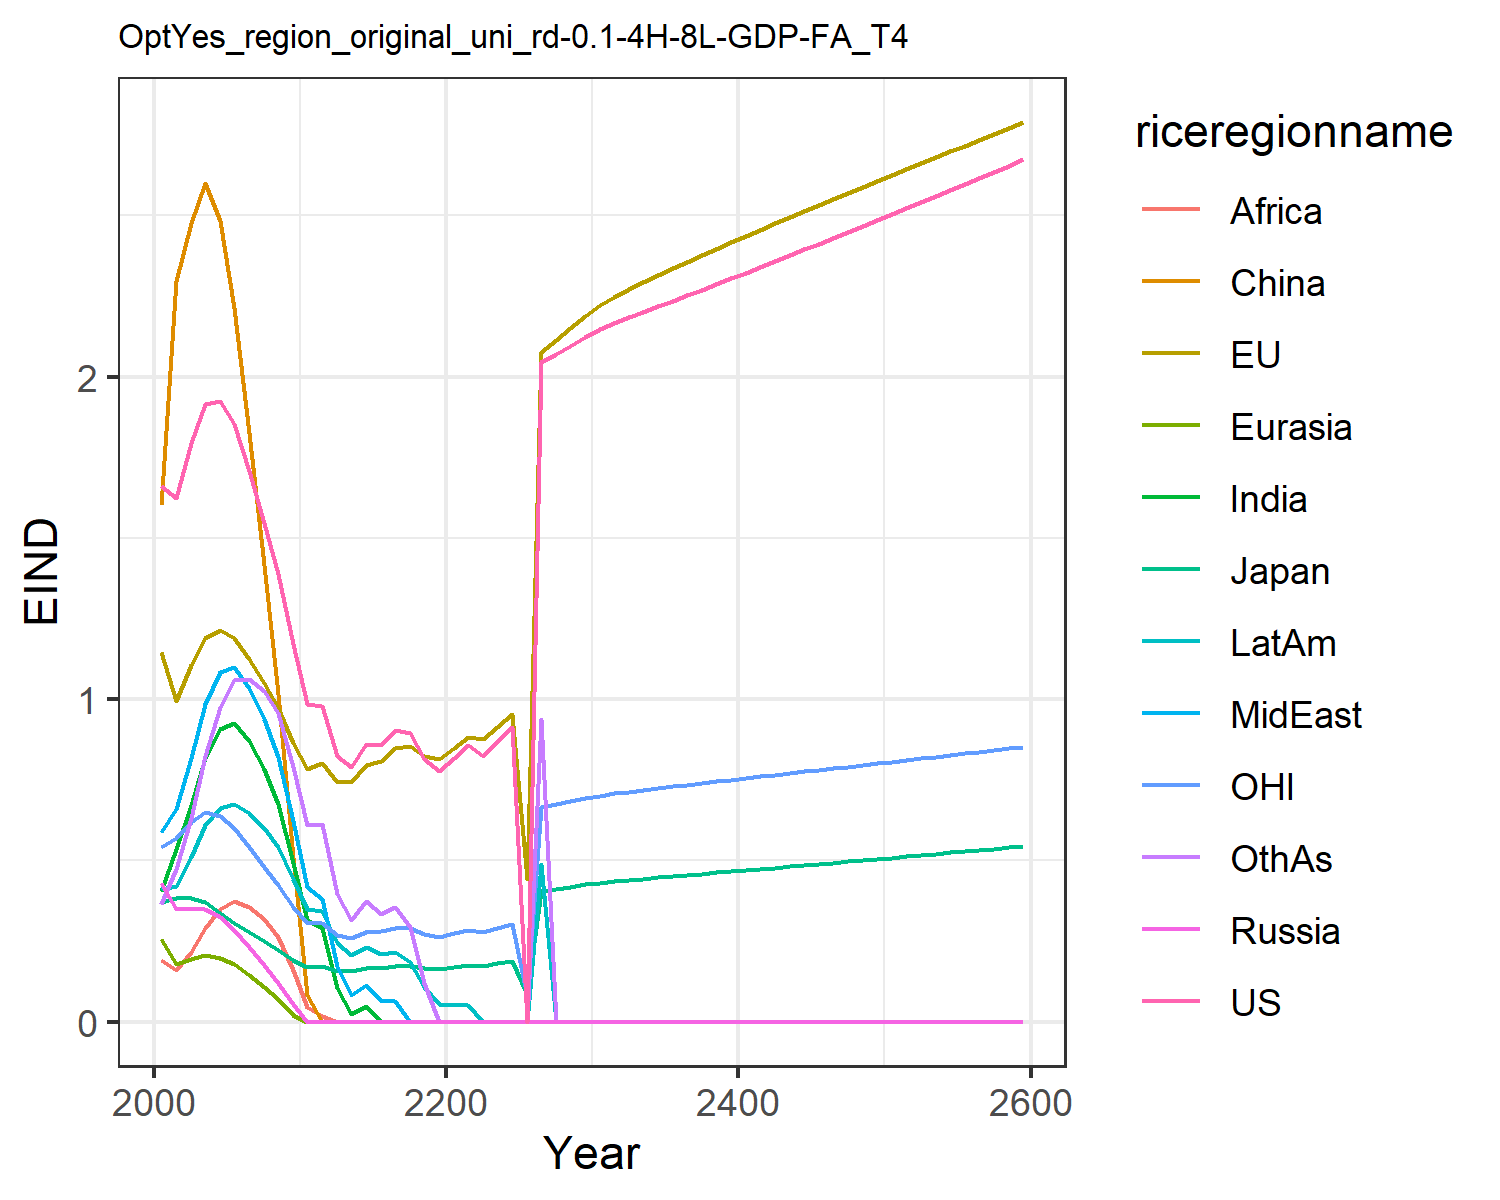 OptYes_region_original_uni_rd-0.1-4H-8L-GDP-FA_T4
EIND
2
1
0
2000
2200
2400
2600
Year
riceregionname
Africa
China
EU
Eurasia
India
Japan
LatAm
MidEast
OHI
OthAs
Russia
US